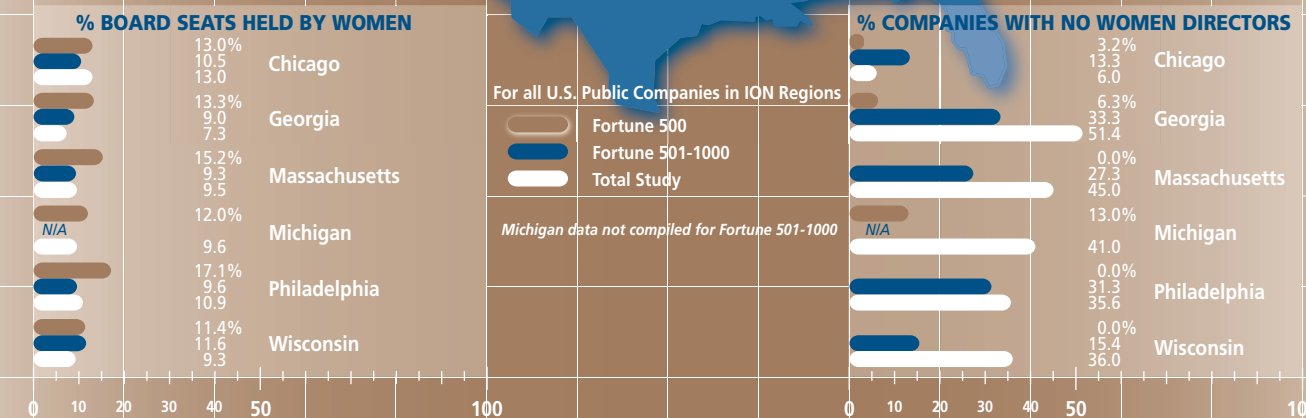 % BOARD SEATS HELD BY WOMEN
13.0%
10.5
13.0
Chicago
13.3%
9.0
7.3
Georgia
15.2%
9.3
9.5
Massachusetts
12.0%
N/A
9.6
Michigan
17.1%
9.6
10.9
Philadelphia
11.4%
11.6
9.3
Wisconsin
0 10 20 30 40 50 100
For all U.S. Public Companies in ION Regions
Fortune 500
Fortune 501-1000
Total Study
Michigan data not compiled for Fortune 501-1000
% COMPANIES WITH NO WOMEN DIRECTORS
3.2%
13.3
6.0
Chicago
6.3%
33.3
51.4
Georgia
0.0%
27.3
45.0
Massachusetts
13.0%
N/A
41.0
Michigan
0.0%
31.3
35.6
Philadelphia
0.0%
15.4
36.0
Wisconsin
0 10 20 30 40 50